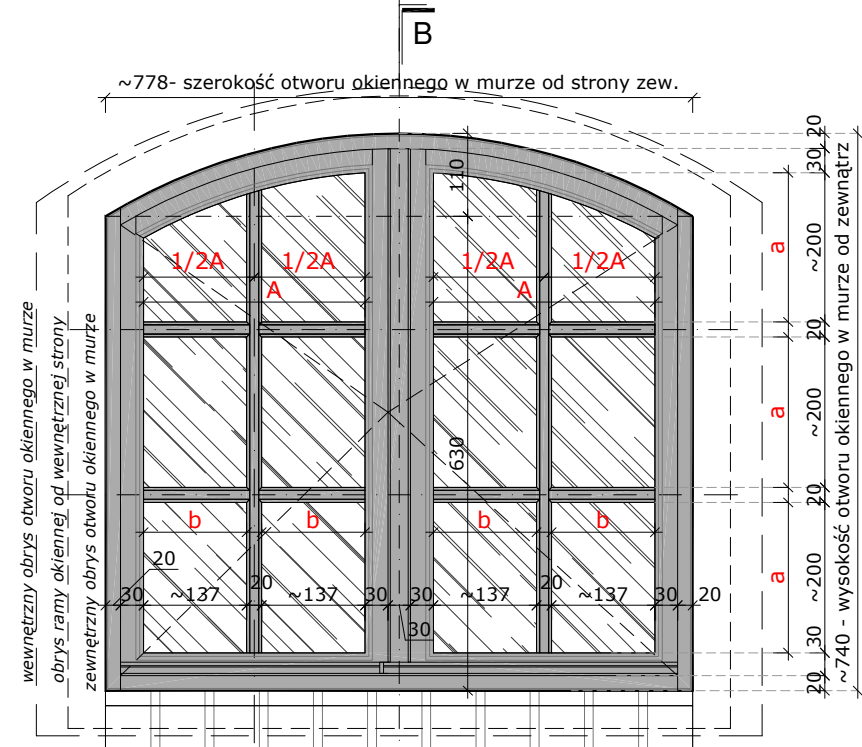 B
~778- szerokość otworu okiennego w murze od strony zew.
20
30
110
~200
a
1/2A
1/2A
1/2A
1/2A
A
A
20
~200
a
630
20
b
b
b
b
~200
a
20
30
~137
20
~137
30
30
30
~137
20
~137
30
20
30
20
wewnętrzny obrys otworu okiennego w murze
obrys ramy okiennej od wewnętrznej strony
zewnętrzny obrys otworu okiennego w murze
~740 - wysokość otworu okiennego w murze od zewnątrz